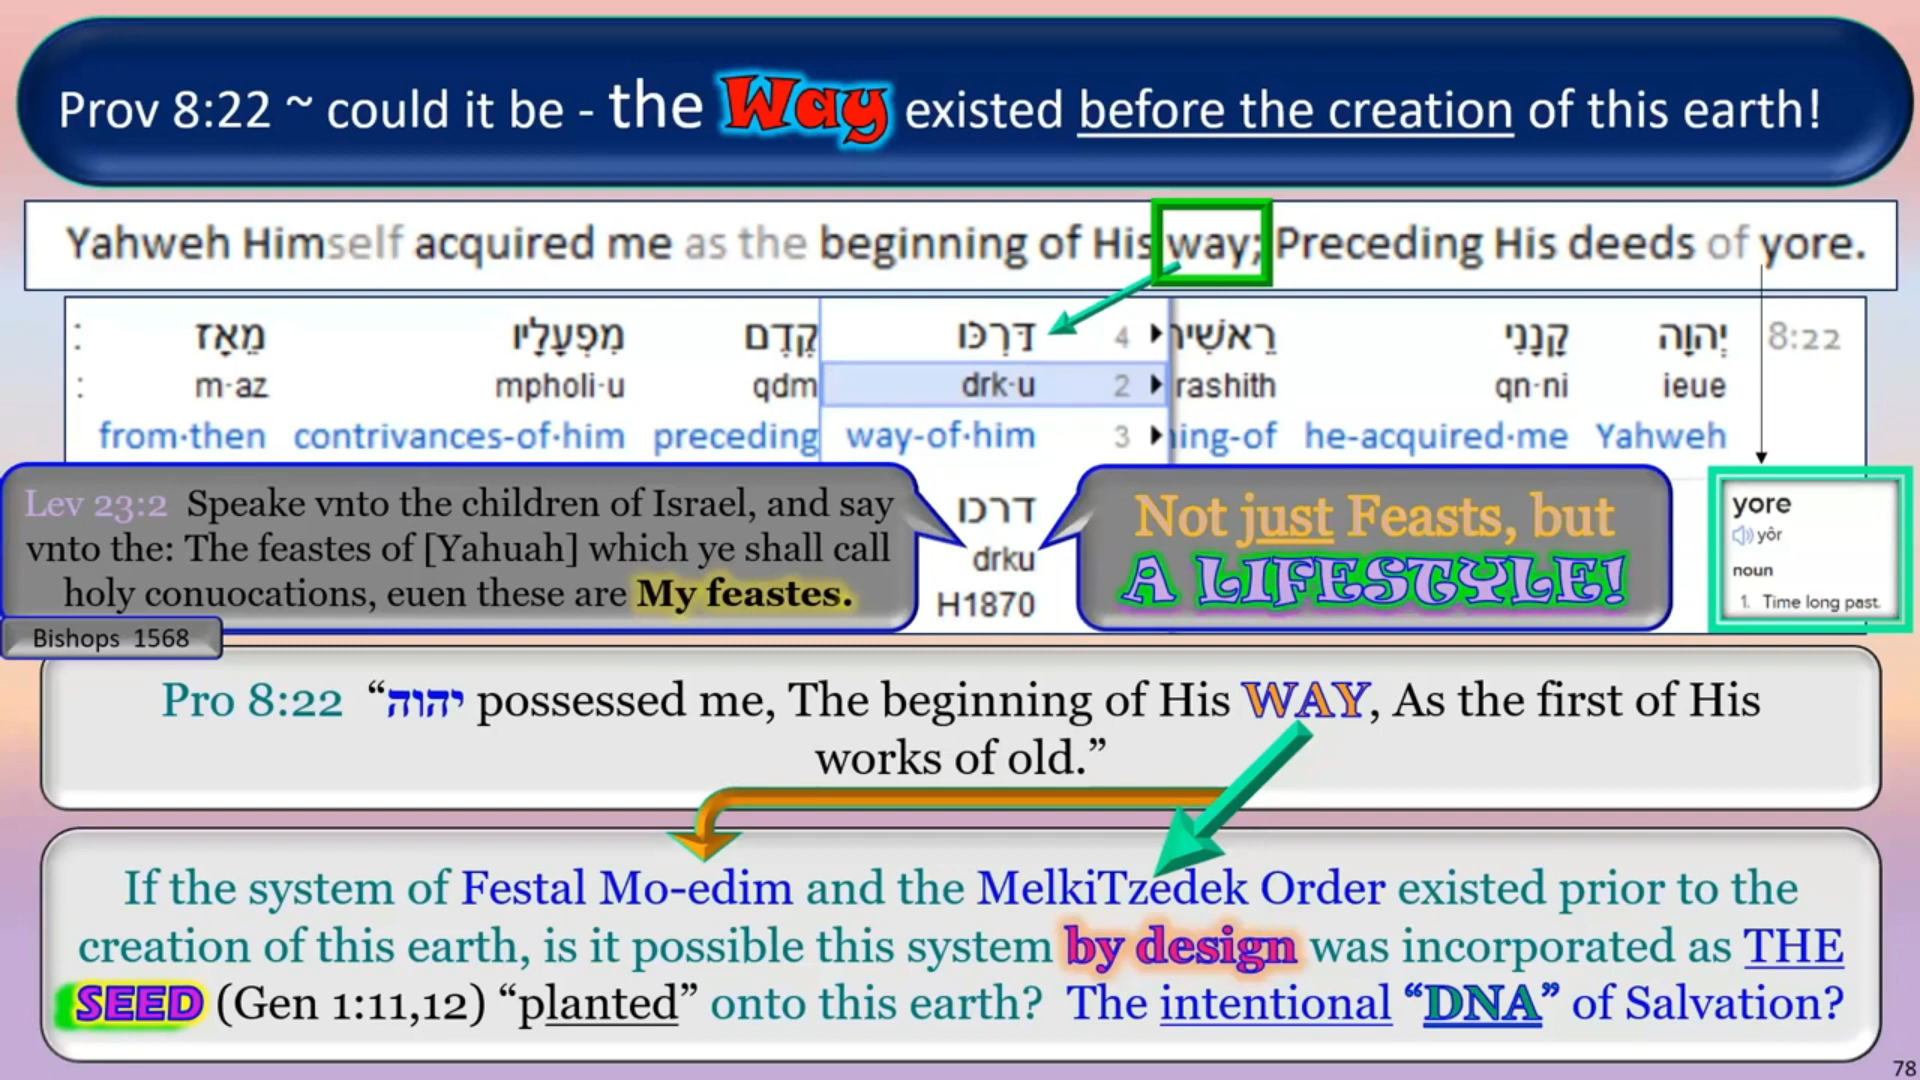 Prov 8:22 ~ could it be - the Way existed before the creation of this earth!
Yahweh Himself acquired me as the beginning of His way; Preceding His deeds of yore.
8:22 יְהוָה קָנָנִי רֵאשִׁי 4 דַּרְכּוֹ קֶדֶם מִפְעָלָיו מֵאָז :
: m·az mpholi·u qdm drk·u 2 rashith qn·ni ieue
from·then contrivances-of·him preceding way-of·him 3 ing-of he-acquired·me Yahweh
Lev 23:2 Speake vnto the children of Israel, and say
vnto the: The feastes of [Yahuah] which ye shall call
holy conuocations, euen these are My feastes.
Bishops 1568
דרכו
drku
H1870
Not just Feasts, but
A LIFESTYLE!
yore
yôr
noun
1. Time long past.
Pro 8:22 “יהוה possessed me, The beginning of His WAY, As the first of His
works of old.”
If the system of Festal Mo-edim and the MelkiTzedek Order existed prior to the
creation of this earth, is it possible this system by design was incorporated as THE
SEED (Gen 1:11,12) “planted” onto this earth? The intentional “DNA” of Salvation?
78